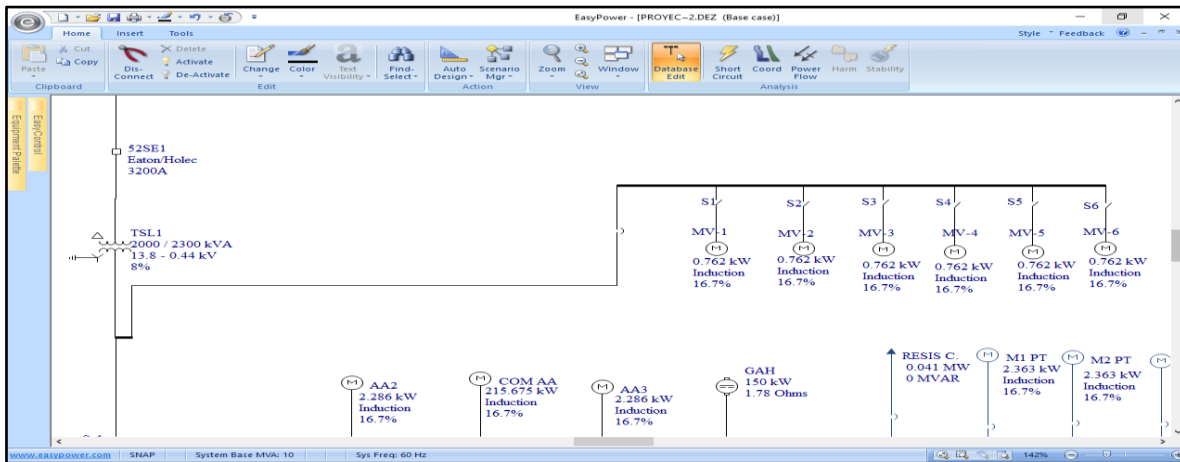 EasyPower - [PROYEC~2.DEZ (Base case)]
Home Insert Tools Style Feedback
Paste
Cut
Copy
Clipboard
Dis-Connect
Delete
Activate
De-Activate
Change
Color
Text Visibility
Find-Select
Edit
Auto Design
Scenario Mgr
Action
Zoom
Window
View
Database Edit
Short Circuit
Coord
Power Flow
Harm
Stability
Analysis
EasyControl
Equipment Palette
52SE1
Eaton/Holec
3200A
TSL1
2000 / 2300 kVA
13.8 - 0.44 kV
8%
S1 S2 S3 S4 S5 S6
MV-1 MV-2 MV-3 MV-4 MV-5 MV-6
M M M M M M
0.762 kW 0.762 kW 0.762 kW 0.762 kW 0.762 kW 0.762 kW
Induction Induction Induction Induction Induction Induction
16.7% 16.7% 16.7% 16.7% 16.7% 16.7%
M AA2
2.286 kW
Induction
16.7%
M COM AA
215.675 kW
Induction
16.7%
M AA3
2.286 kW
Induction
16.7%
GAH
150 kW
1.78 Ohms
RESIS C.
0.041 MW
0 MVAR
M M1 PT
2.363 kW
Induction
16.7%
M M2 PT
2.363 kW
Induction
16.7%
M
www.easypower.com SNAP System Base MVA: 10 Sys Freq: 60 Hz 142%